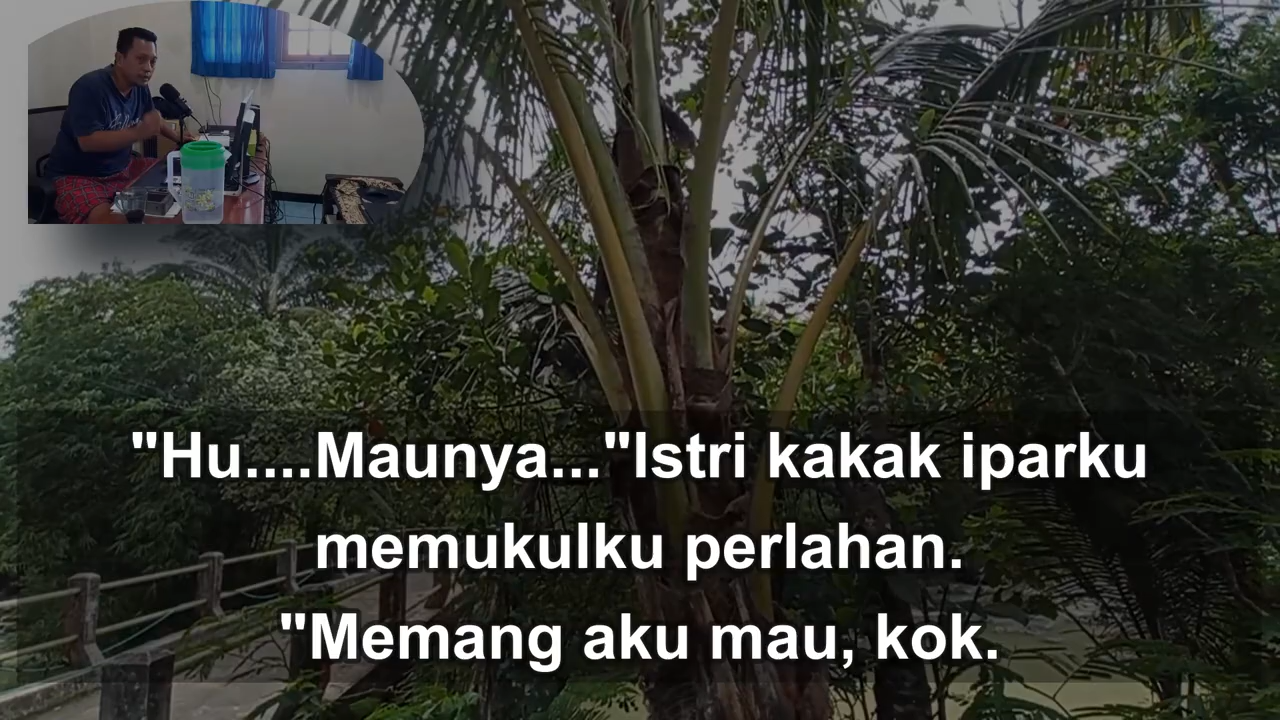 "Hu....Maunya..."Istri kakak iparku
memukulku perlahan.
"Memang aku mau, kok.